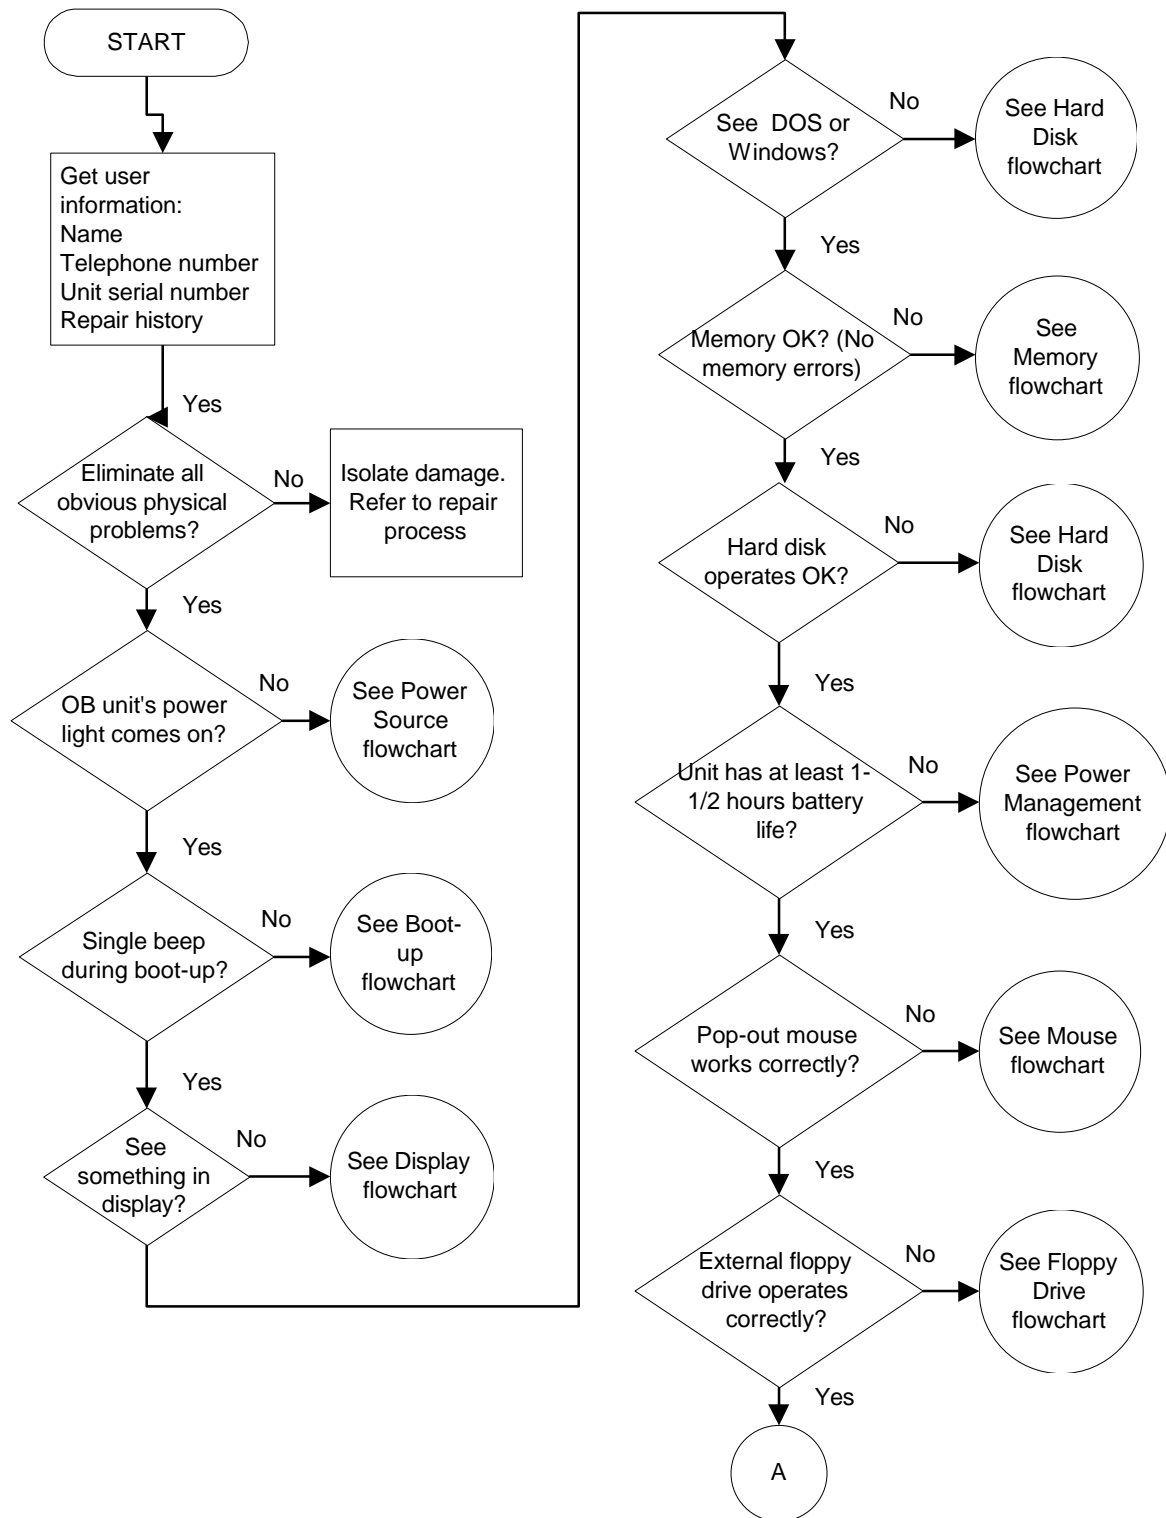 START
Get user
information:
Name
Telephone number
Unit serial number
Repair history
Yes
Eliminate all
obvious physical
problems?
No
Isolate damage.
Refer to repair
process
Yes
OB unit's power
light comes on?
No
See Power
Source
flowchart
Yes
Single beep
during boot-up?
No
See Boot-
up
flowchart
Yes
See
something in
display?
No
See Display
flowchart
See DOS or
Windows?
No
See Hard
Disk
flowchart
Yes
Memory OK? (No
memory errors)
No
See
Memory
flowchart
Yes
Hard disk
operates OK?
No
See Hard
Disk
flowchart
Yes
Unit has at least 1-
1/2 hours battery
life?
No
See Power
Management
flowchart
Yes
Pop-out mouse
works correctly?
No
See Mouse
flowchart
Yes
External floppy
drive operates
correctly?
No
See Floppy
Drive
flowchart
Yes
A